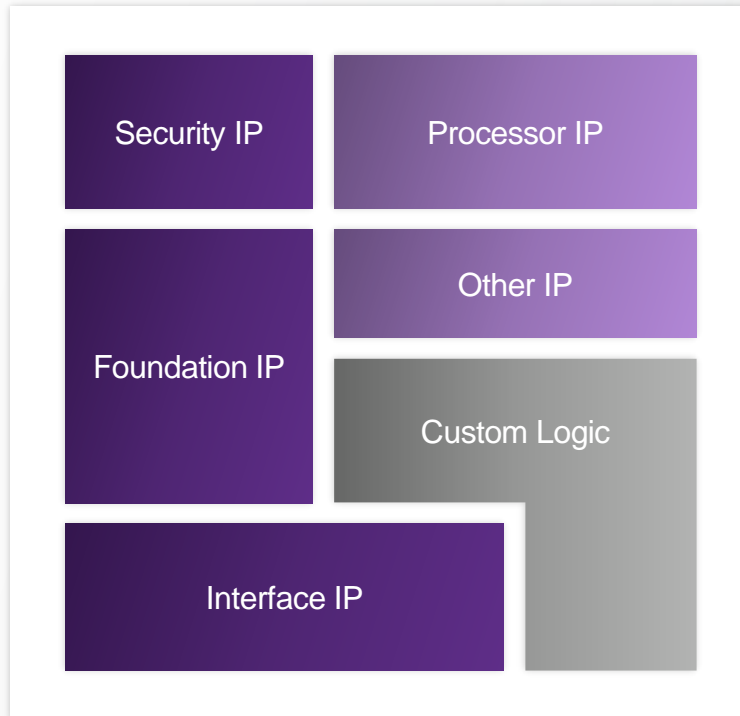 Security IP
Processor IP
Foundation IP
Other IP
Custom Logic
Interface IP